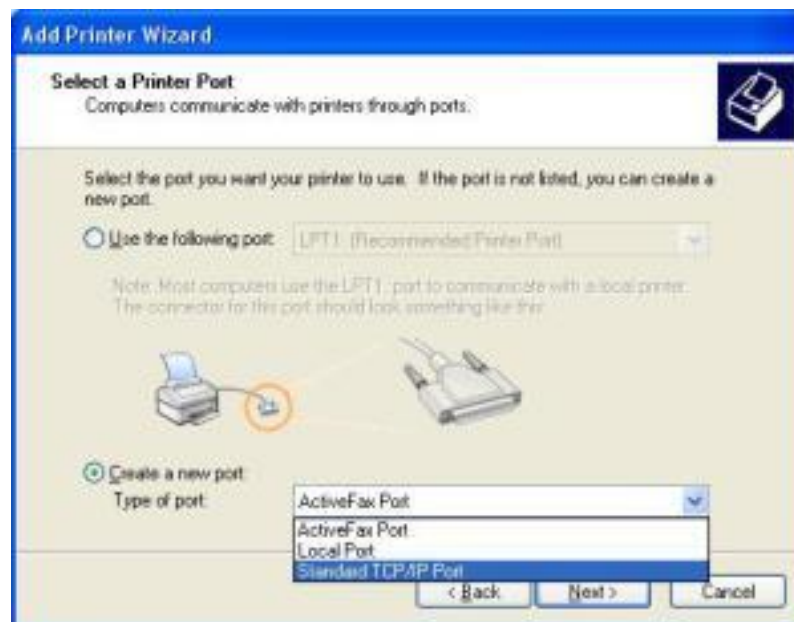 Add Printer Wizard
Select a Printer Port
Computers communicate with printers through ports.
Select the port you want your printer to use. If the port is not listed, you can create a
new port.
Use the following port: LPT1: (Recommended Printer Port)
Note: Most computers use the LPT1: port to communicate with a local printer.
The connector for this port should look something like this:
Create a new port:
Type of port: ActiveFax Port
ActiveFax Port
Local Port
Standard TCP/IP Port
< Back Next > Cancel